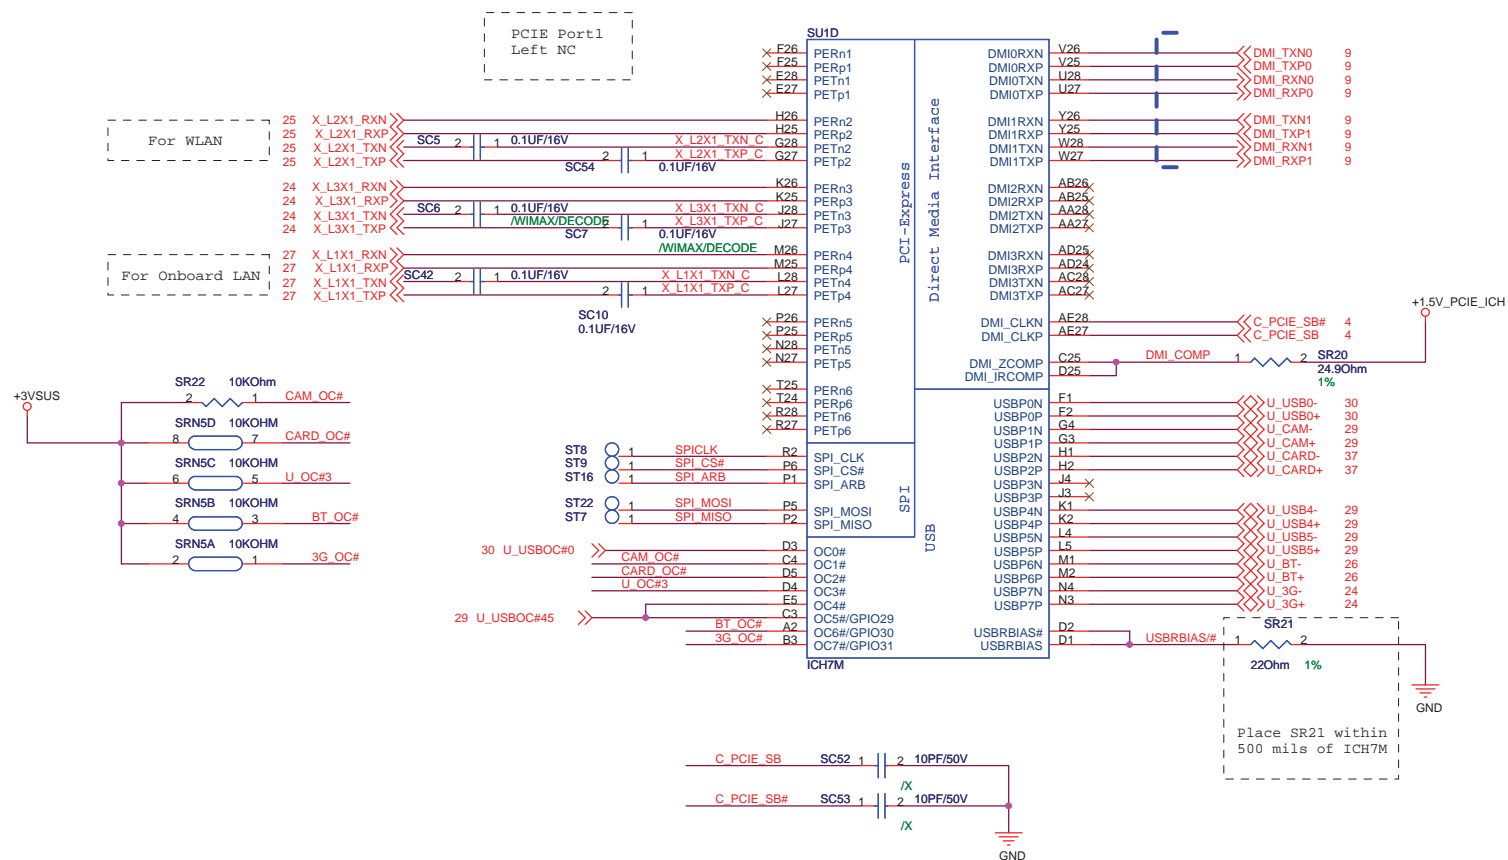 PCIE Port1
Left NC
For WLAN
For Onboard LAN
SU1D
PCI-Express
Direct Media Interface
SPI
USB
ICH7M
25 X_L2X1_RXN H26 PERn2
25 X_L2X1_RXP H25 PERp2
25 X_L2X1_TXN SC5 2 1 0.1UF/16V X_L2X1_TXN_C G28 PETn2
25 X_L2X1_TXP SC54 2 1 0.1UF/16V X_L2X1_TXP_C G27 PETp2
F26 PERn1
F25 PERp1
E28 PETn1
E27 PETp1
24 X_L3X1_RXN K26 PERn3
24 X_L3X1_RXP K25 PERp3
24 X_L3X1_TXN SC6 2 1 0.1UF/16V X_L3X1_TXN_C J28 PETn3
/WIMAX/DECODE
24 X_L3X1_TXP SC7 2 1 0.1UF/16V X_L3X1_TXP_C J27 PETp3
/WIMAX/DECODE
27 X_L1X1_RXN M26 PERn4
27 X_L1X1_RXP M25 PERp4
27 X_L1X1_TXN SC42 2 1 0.1UF/16V X_L1X1_TXN_C L28 PETn4
27 X_L1X1_TXP SC10 2 1 0.1UF/16V X_L1X1_TXP_C L27 PETp4
P26 PERn5
P25 PERp5
N28 PETn5
N27 PETp5
T25 PERn6
T24 PERp6
R28 PETn6
R27 PETp6
ST8 1 SPICLK R2 SPI_CLK
ST9 1 SPI_CS# P6 SPI_CS#
ST16 1 SPI_ARB P1 SPI_ARB
ST22 1 SPI_MOSI P5 SPI_MOSI
ST7 1 SPI_MISO P2 SPI_MISO
30 U_USBOC#0 D3 OC0#
CAM_OC# C4 OC1#
CARD_OC# D5 OC2#
U_OC#3 D4 OC3#
E5 OC4#
29 U_USBOC#45 C3 OC5#/GPIO29
BT_OC# A2 OC6#/GPIO30
3G_OC# B3 OC7#/GPIO31
DMI0RXN V26 DMI_TXN0 9
DMI0RXP V25 DMI_TXP0 9
DMI0TXN U28 DMI_RXN0 9
DMI0TXP U27 DMI_RXP0 9
DMI1RXN Y26 DMI_TXN1 9
DMI1RXP Y25 DMI_TXP1 9
DMI1TXN W28 DMI_RXN1 9
DMI1TXP W27 DMI_RXP1 9
DMI2RXN AB26
DMI2RXP AB25
DMI2TXN AA28
DMI2TXP AA27
DMI3RXN AD25
DMI3RXP AD24
DMI3TXN AC28
DMI3TXP AC27
+1.5V_PCIE_ICH
DMI_CLKN AE28 C_PCIE_SB# 4
DMI_CLKP AE27 C_PCIE_SB 4
DMI_ZCOMP C25 DMI_COMP 1 2 SR20
DMI_IRCOMP D25 24.9Ohm
1%
USBP0N F1 U_USB0- 30
USBP0P F2 U_USB0+ 30
USBP1N G4 U_CAM- 29
USBP1P G3 U_CAM+ 29
USBP2N H1 U_CARD- 37
USBP2P H2 U_CARD+ 37
USBP3N J4
USBP3P J3
USBP4N K1 U_USB4- 29
USBP4P K2 U_USB4+ 29
USBP5N L4 U_USB5- 29
USBP5P L5 U_USB5+ 29
USBP6N M1 U_BT- 26
USBP6P M2 U_BT+ 26
USBP7N N4 U_3G- 24
USBP7P N3 U_3G+ 24
USBRBIAS# D2
USBRBIAS D1 USBRBIAS/# 1 SR21 2
22Ohm 1%
GND
Place SR21 within
500 mils of ICH7M
+3VSUS
SR22 10KOhm
2 1 CAM_OC#
SRN5D 10KOHM
8 7 CARD_OC#
SRN5C 10KOHM
6 5 U_OC#3
SRN5B 10KOHM
4 3 BT_OC#
SRN5A 10KOHM
2 1 3G_OC#
C_PCIE_SB SC52 1 2 10PF/50V
/X
C_PCIE_SB# SC53 1 2 10PF/50V
/X
GND